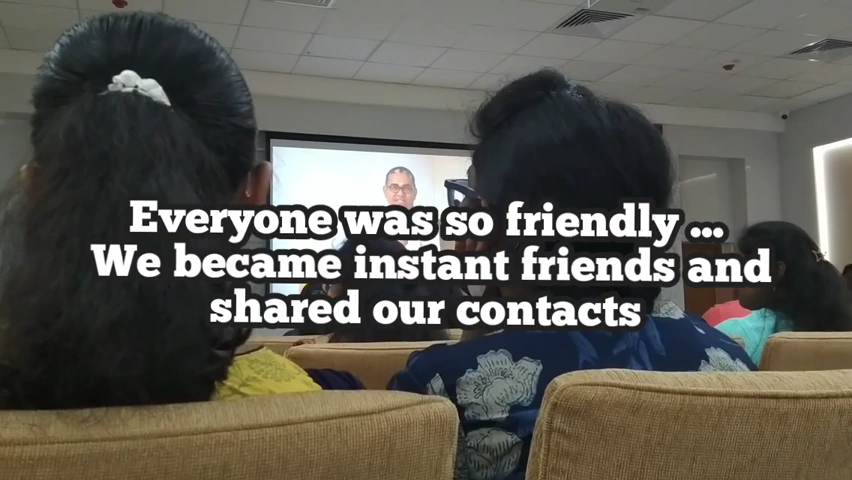 Everyone was so friendly ...
We became instant friends and
shared our contacts